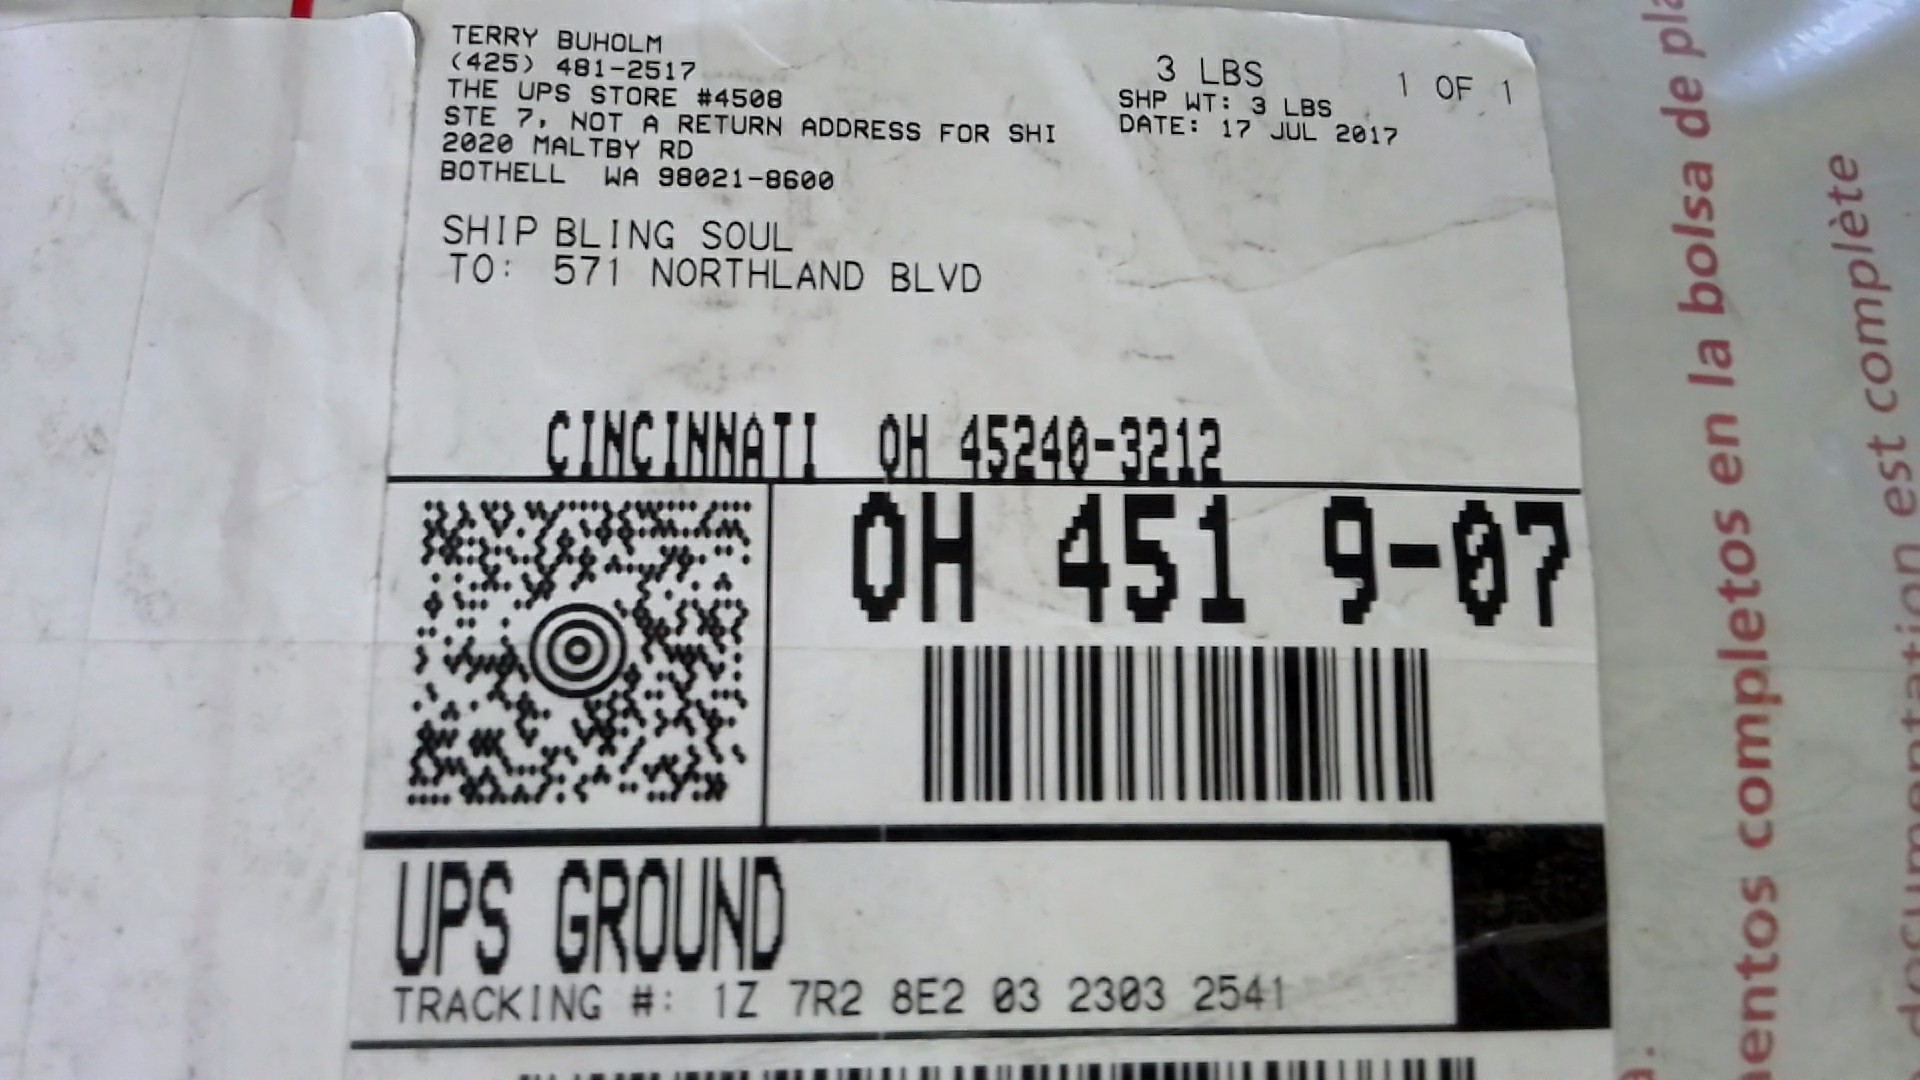 TERRY BUHOLM
(425) 481-2517
THE UPS STORE #4508
STE 7, NOT A RETURN ADDRESS FOR SHI
2020 MALTBY RD
BOTHELL WA 98021-8600
3 LBS
1 OF 1
SHP WT: 3 LBS
DATE: 17 JUL 2017
SHIP BLING SOUL
TO: 571 NORTHLAND BLVD
CINCINNATI OH 45240-3212
OH 451 9-07
UPS GROUND
TRACKING #: 1Z 7R2 8E2 03 2303 2541
completos en la bolsa de
documentation est complète